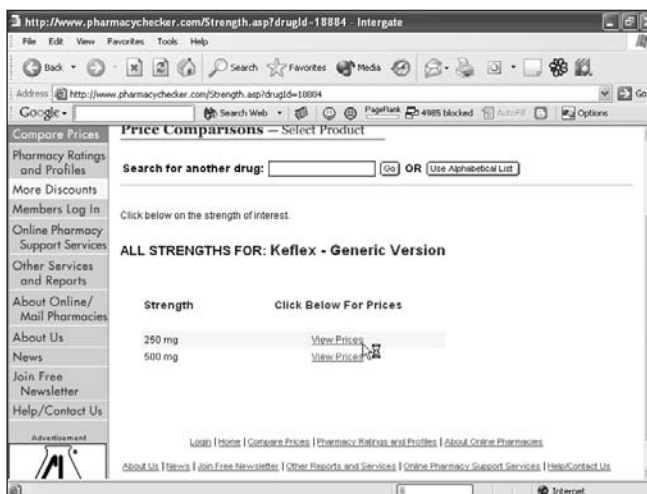 http://www.pharmacychecker.com/Strength.asp?drugId=18884 - Intergate
File Edit View Favorites Tools Help
Back Search Favorites Media
Address http://www.pharmacychecker.com/Strength.asp?drugId=18884 Go
Google Search Web PageRank 4985 blocked AutoFill Options
Compare Prices
Pharmacy Ratings
and Profiles
More Discounts
Members Log In
Online Pharmacy
Support Services
Other Services
and Reports
About Online/
Mail Pharmacies
About Us
News
Join Free
Newsletter
Help/Contact Us
Advertisement
Price Comparisons – Select Product
Search for another drug: Go OR Use Alphabetical List
Click below on the strength of interest.
ALL STRENGTHS FOR: Keflex - Generic Version
Strength Click Below For Prices
250 mg View Prices
500 mg View Prices
Login | Home | Compare Prices | Pharmacy Ratings and Profiles | About Online Pharmacies
About Us | News | Join Free Newsletter | Other Reports and Services | Online Pharmacy Support Services | Help/Contact Us
Internet